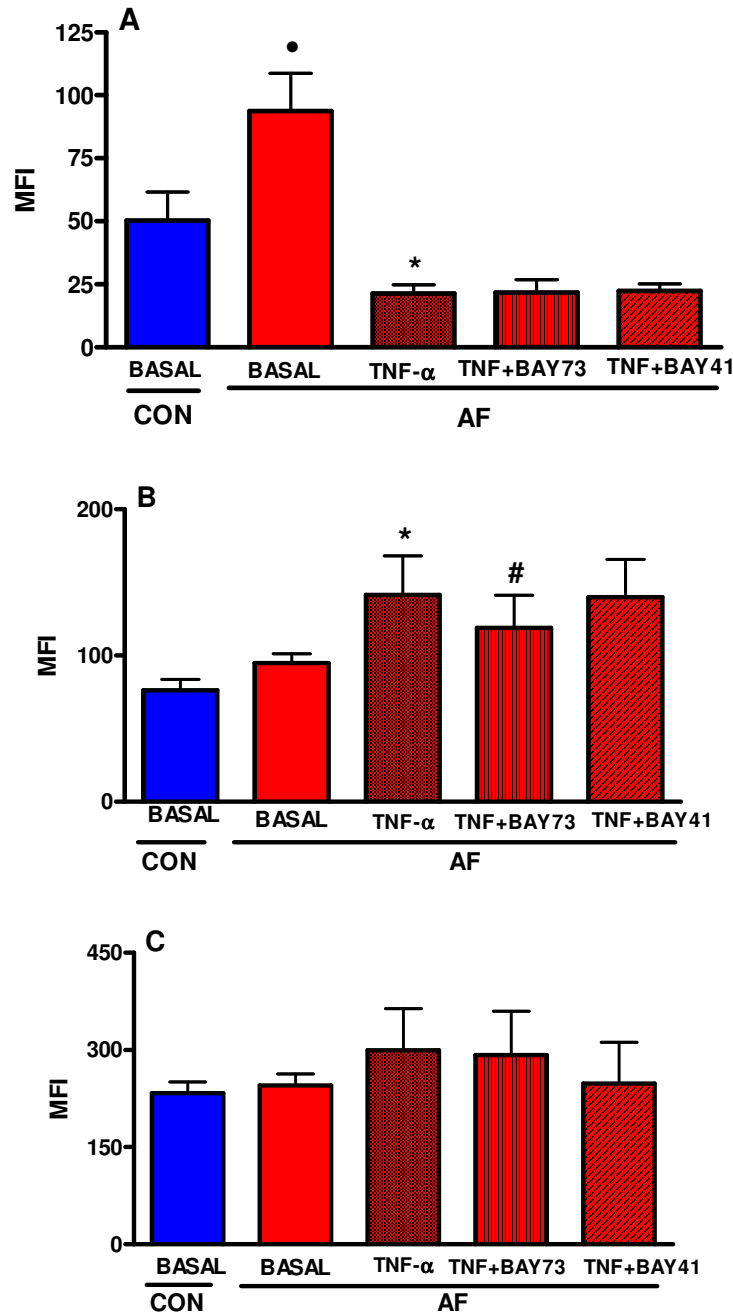 A
125
100
75
50
25
0
MFI
•
*
BASAL BASAL TNF-α TNF+BAY73 TNF+BAY41
CON AF
B
200
100
0
MFI
*
#
BASAL BASAL TNF-α TNF+BAY73 TNF+BAY41
CON AF
C
450
300
150
0
MFI
BASAL BASAL TNF-α TNF+BAY73 TNF+BAY41
CON AF